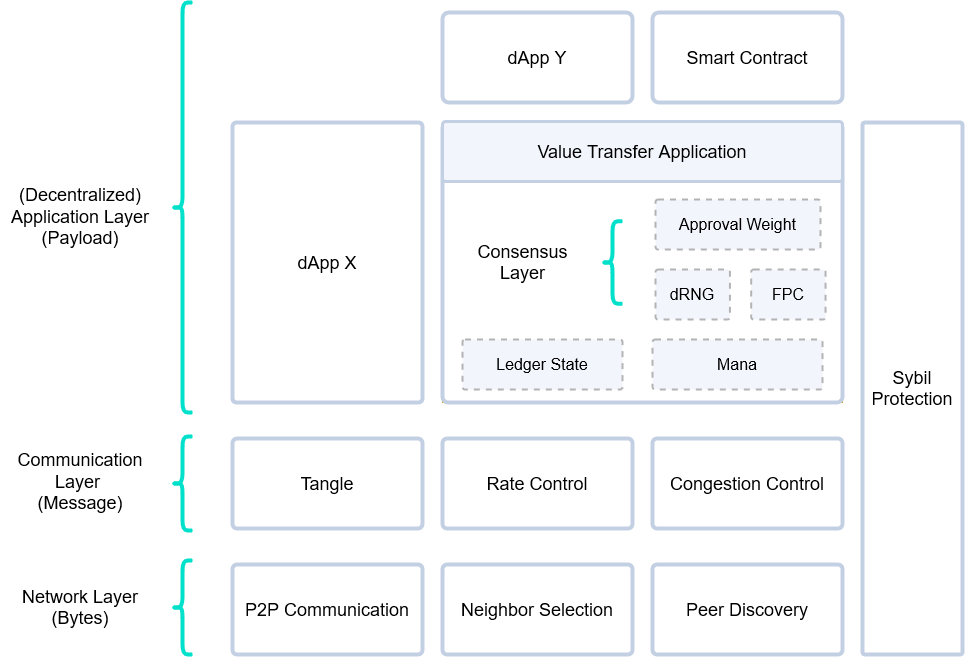 dApp Y
Smart Contract
(Decentralized)
Application Layer
(Payload)
dApp X
Value Transfer Application
Consensus
Layer
Approval Weight
dRNG
FPC
Ledger State
Mana
Sybil
Protection
Communication
Layer
(Message)
Tangle
Rate Control
Congestion Control
Network Layer
(Bytes)
P2P Communication
Neighbor Selection
Peer Discovery